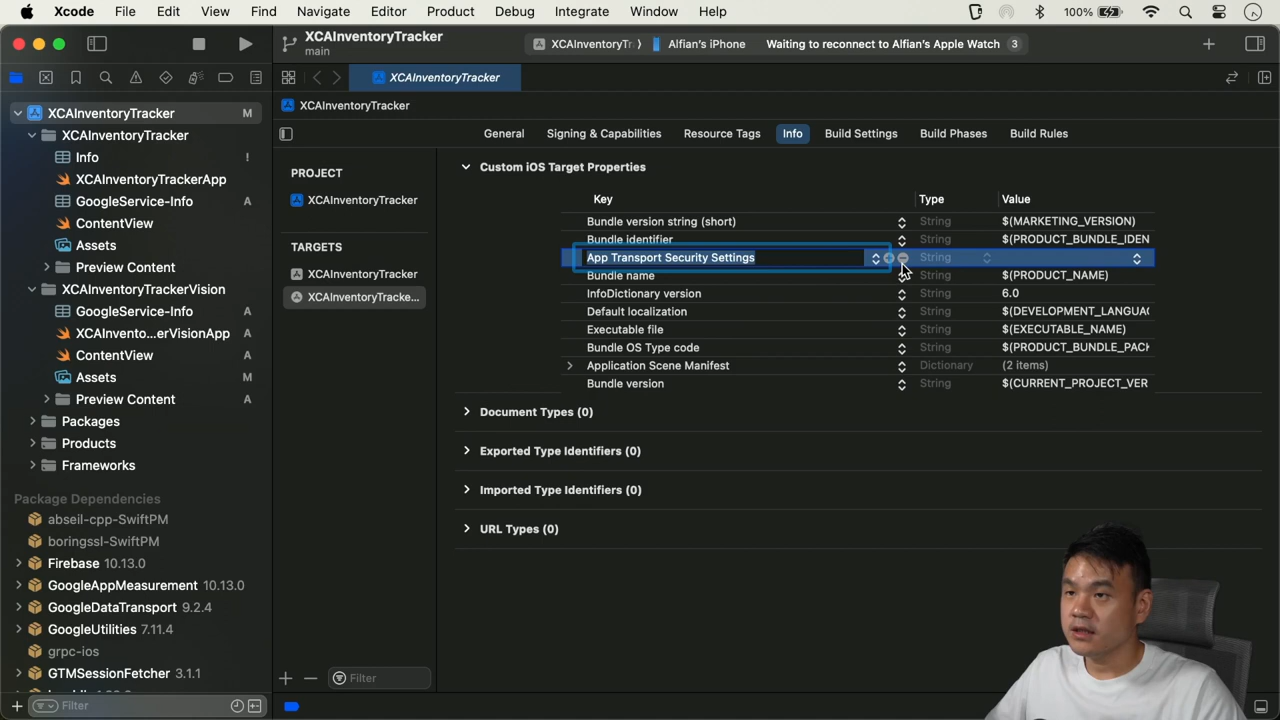 Xcode File Edit View Find Navigate Editor Product Debug Integrate Window Help 100%
XCAInventoryTracker
main
XCAInventoryTr Alfian's iPhone Waiting to reconnect to Alfian's Apple Watch 3
XCAInventoryTracker
XCAInventoryTracker M
XCAInventoryTracker
Info !
XCAInventoryTrackerApp
GoogleService-Info A
ContentView
Assets
Preview Content
XCAInventoryTrackerVision
GoogleService-Info A
XCAInvento...erVisionApp A
ContentView A
Assets M
Preview Content A
Packages
Products
Frameworks
Package Dependencies
abseil-cpp-SwiftPM
boringssl-SwiftPM
Firebase 10.13.0
GoogleAppMeasurement 10.13.0
GoogleDataTransport 9.2.4
GoogleUtilities 7.11.4
grpc-ios
GTMSessionFetcher 3.1.1
Filter
XCAInventoryTracker
General Signing & Capabilities Resource Tags Info Build Settings Build Phases Build Rules
PROJECT
XCAInventoryTracker
TARGETS
XCAInventoryTracker
XCAInventoryTracke...
Filter
Custom iOS Target Properties
Key Type Value
Bundle version string (short) String $(MARKETING_VERSION)
Bundle identifier String $(PRODUCT_BUNDLE_IDEN
App Transport Security Settings String
Bundle name String $(PRODUCT_NAME)
InfoDictionary version String 6.0
Default localization String $(DEVELOPMENT_LANGUA
Executable file String $(EXECUTABLE_NAME)
Bundle OS Type code String $(PRODUCT_BUNDLE_PACK
Application Scene Manifest Dictionary (2 items)
Bundle version String $(CURRENT_PROJECT_VER
Document Types (0)
Exported Type Identifiers (0)
Imported Type Identifiers (0)
URL Types (0)